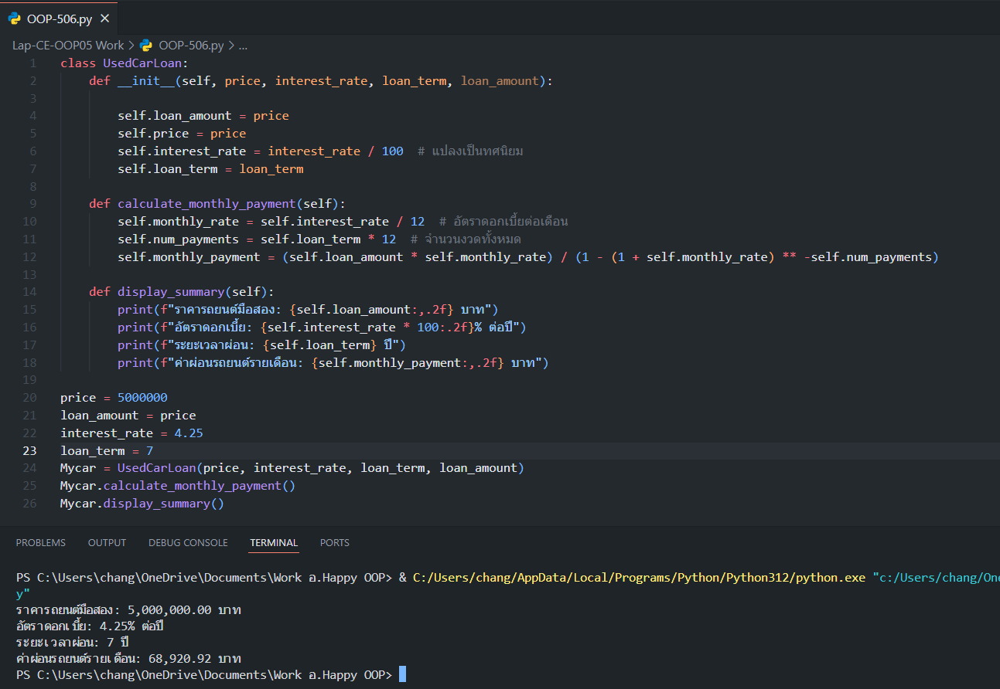 OOP-506.py ×
Lap-CE-OOP05 Work > OOP-506.py > ...
1 class UsedCarLoan:
2     def __init__(self, price, interest_rate, loan_term, loan_amount):
3
4         self.loan_amount = price
5         self.price = price
6         self.interest_rate = interest_rate / 100  # แปลงเป็นทศนิยม
7         self.loan_term = loan_term
8
9     def calculate_monthly_payment(self):
10         self.monthly_rate = self.interest_rate / 12  # อัตราดอกเบี้ยต่อเดือน
11         self.num_payments = self.loan_term * 12  # จำนวนงวดทั้งหมด
12         self.monthly_payment = (self.loan_amount * self.monthly_rate) / (1 - (1 + self.monthly_rate) ** -self.num_payments)
13
14     def display_summary(self):
15         print(f"ราคารถยนต์มือสอง: {self.loan_amount:,.2f} บาท")
16         print(f"อัตราดอกเบี้ย: {self.interest_rate * 100:.2f}% ต่อปี")
17         print(f"ระยะเวลาผ่อน: {self.loan_term} ปี")
18         print(f"ค่าผ่อนรถยนต์รายเดือน: {self.monthly_payment:,.2f} บาท")
19
20 price = 5000000
21 loan_amount = price
22 interest_rate = 4.25
23 loan_term = 7
24 Mycar = UsedCarLoan(price, interest_rate, loan_term, loan_amount)
25 Mycar.calculate_monthly_payment()
26 Mycar.display_summary()
PROBLEMS OUTPUT DEBUG CONSOLE TERMINAL PORTS
PS C:\Users\chang\OneDrive\Documents\Work อ.Happy OOP> & C:/Users/chang/AppData/Local/Programs/Python/Python312/python.exe "c:/Users/chang/One
y"
ราคารถยนต์มือสอง: 5,000,000.00 บาท
อัตราดอกเบี้ย: 4.25% ต่อปี
ระยะเวลาผ่อน: 7 ปี
ค่าผ่อนรถยนต์รายเดือน: 68,920.92 บาท
PS C:\Users\chang\OneDrive\Documents\Work อ.Happy OOP>